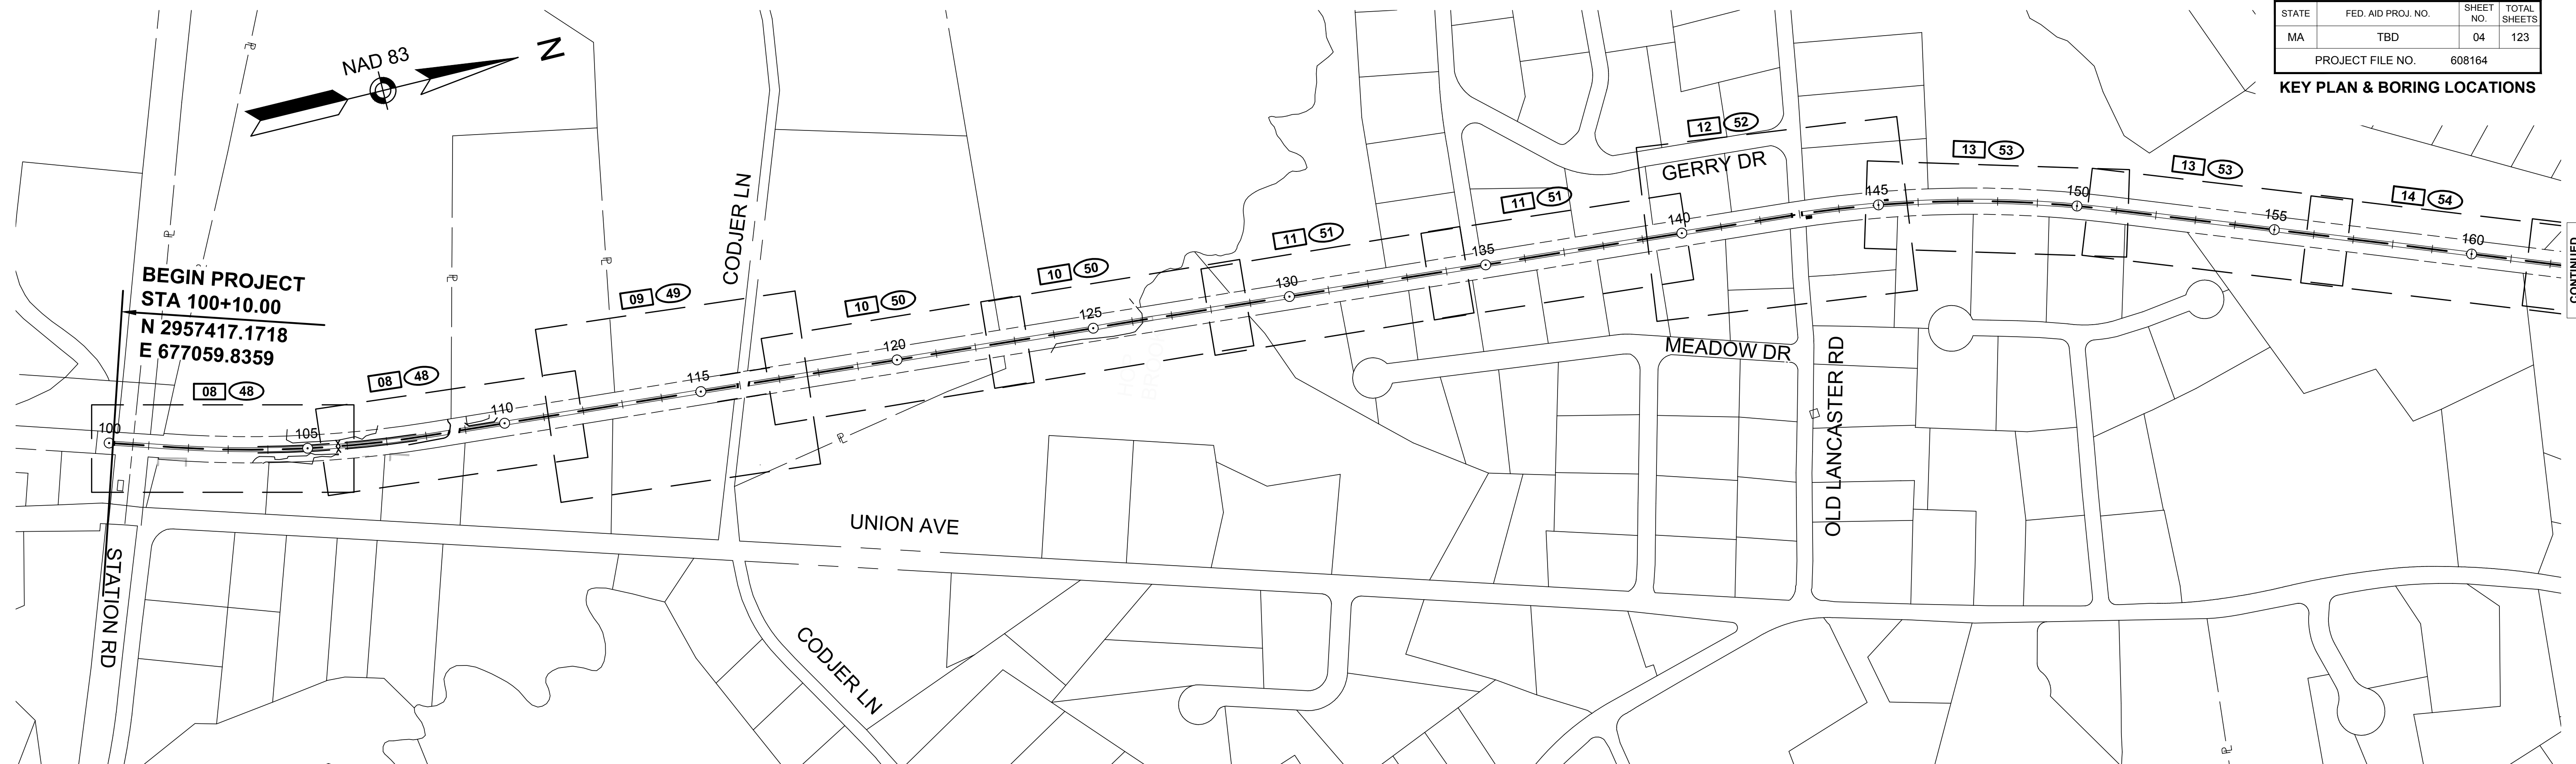 STATE FED. AID PROJ. NO. SHEET NO. TOTAL SHEETS
MA TBD 04 123
PROJECT FILE NO. 608164
KEY PLAN & BORING LOCATIONS
NAD 83
N
BEGIN PROJECT
STA 100+10.00
N 2957417.1718
E 677059.8359
08 48
08 48
09 49
10 50
10 50
11 51
11 51
12 52
13 53
13 53
14 54
100
105
110
115
120
125
130
135
140
145
150
155
160
CODJER LN
GERRY DR
MEADOW DR
OLD LANCASTER RD
UNION AVE
STATION RD
CODJER LN
CONTINUED